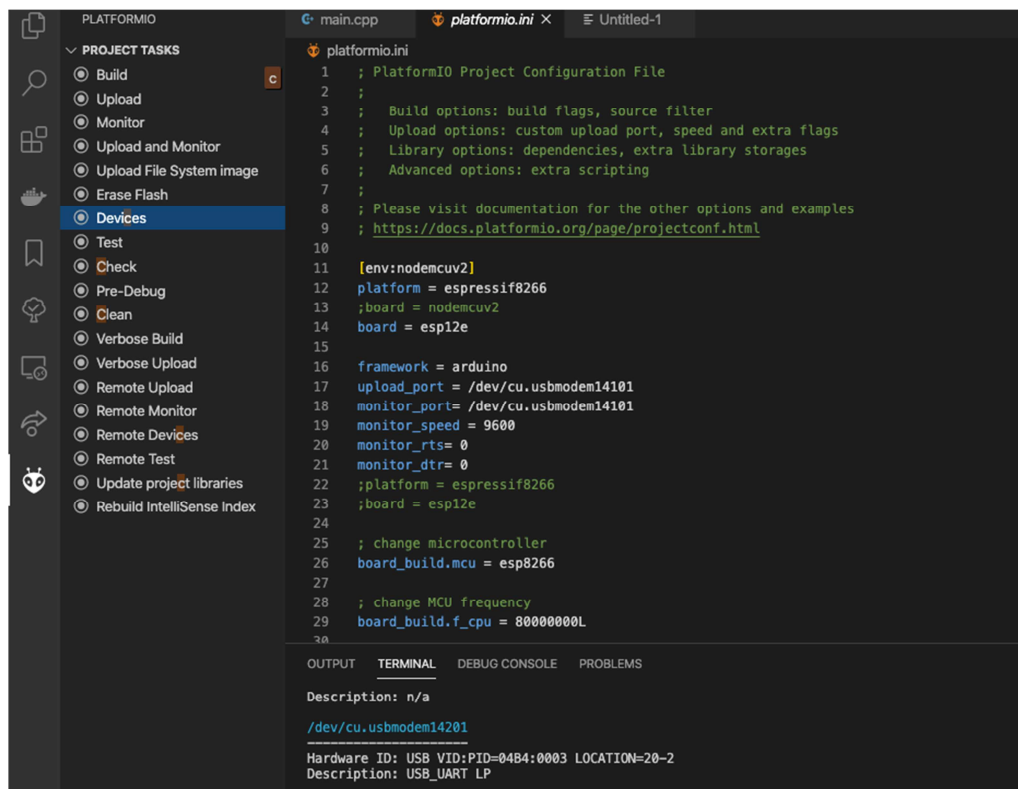 PLATFORMIO
PROJECT TASKS
Build
C
Upload
Monitor
Upload and Monitor
Upload File System image
Erase Flash
Devices
Test
Check
Pre-Debug
Clean
Verbose Build
Verbose Upload
Remote Upload
Remote Monitor
Remote Devices
Remote Test
Update project libraries
Rebuild IntelliSense Index
main.cpp
platformio.ini
Untitled-1
platformio.ini
1 ; PlatformIO Project Configuration File
2 ;
3 ;   Build options: build flags, source filter
4 ;   Upload options: custom upload port, speed and extra flags
5 ;   Library options: dependencies, extra library storages
6 ;   Advanced options: extra scripting
7 ;
8 ; Please visit documentation for the other options and examples
9 ; https://docs.platformio.org/page/projectconf.html
10
11 [env:nodemcuv2]
12 platform = espressif8266
13 ;board = nodemcuv2
14 board = esp12e
15
16 framework = arduino
17 upload_port = /dev/cu.usbmodem14101
18 monitor_port= /dev/cu.usbmodem14101
19 monitor_speed = 9600
20 monitor_rts= 0
21 monitor_dtr= 0
22 ;platform = espressif8266
23 ;board = esp12e
24
25 ; change microcontroller
26 board_build.mcu = esp8266
27
28 ; change MCU frequency
29 board_build.f_cpu = 80000000L
30
OUTPUT TERMINAL DEBUG CONSOLE PROBLEMS
Description: n/a
/dev/cu.usbmodem14201
----------------------
Hardware ID: USB VID:PID=04B4:0003 LOCATION=20-2
Description: USB_UART LP